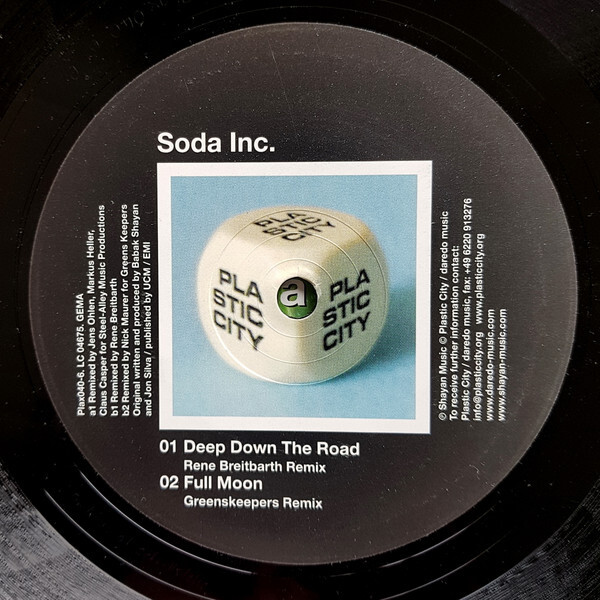 Soda Inc.
PLA
STIC
CITY
a
PLA
STIC
CITY
01 Deep Down The Road
Rene Breitbarth Remix
02 Full Moon
Greenskeepers Remix
Plax040-6. LC 04675. GEMA
a1 Remixed by Jens Ohlen, Markus Heller,
Claus Casper for Steel-Alley Music Productions
b1 Remixed by Rene Breitbarth
b2 Remixed by Nick Maurer for Greens Keepers
Original written and produced by Babak Shayan
and Jon Silva / published by UCM / EMI
℗ Shayan Music © Plastic City / daredo music
To receive further information contact:
Plastic City / daredo music, fax: +49 6220 913276
info@plasticcity.org www.plasticcity.org
www.daredo-music.com
www.shayan-music.com